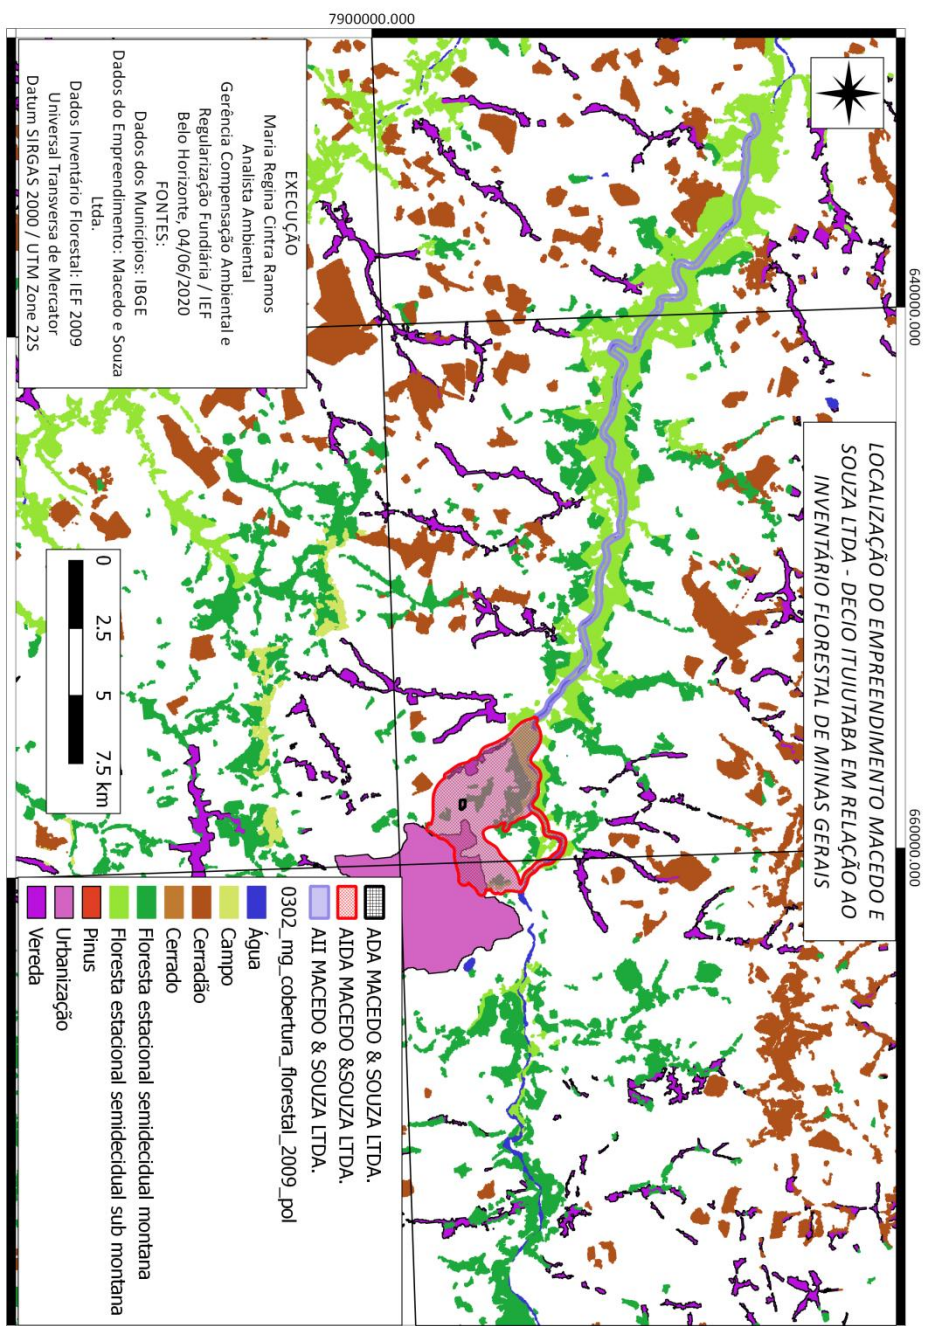 7900000.000
640000.000
660000.000
LOCALIZAÇÃO DO EMPREENDIMENTO MACEDO E
SOUZA LTDA - DECIO ITUIUTABA EM RELAÇÃO AO
INVENTÁRIO FLORESTAL DE MINAS GERAIS
EXECUÇÃO
Maria Regina Cintra Ramos
Analista Ambiental
Gerência Compensação Ambiental e
Regularização Fundiária / IEF
Belo Horizonte, 04/06/2020
FONTES:
Dados dos Municípios: IBGE
Dados do Empreendimento: Macedo e Souza
Ltda.
Dados Inventário Florestal: IEF 2009
Universal Transversa de Mercator
Datum SIRGAS 2000 / UTM Zone 22S
0 2.5 5 7.5 km
ADA MACEDO & SOUZA LTDA.
AIDA MACEDO &SOUZA LTDA.
AII MACEDO & SOUZA LTDA.
0302_mg_cobertura_florestal_2009_pol
Água
Campo
Cerradão
Cerrado
Floresta estacional semidecidual montana
Floresta estacional semidecidual sub montana
Pinus
Urbanização
Vereda